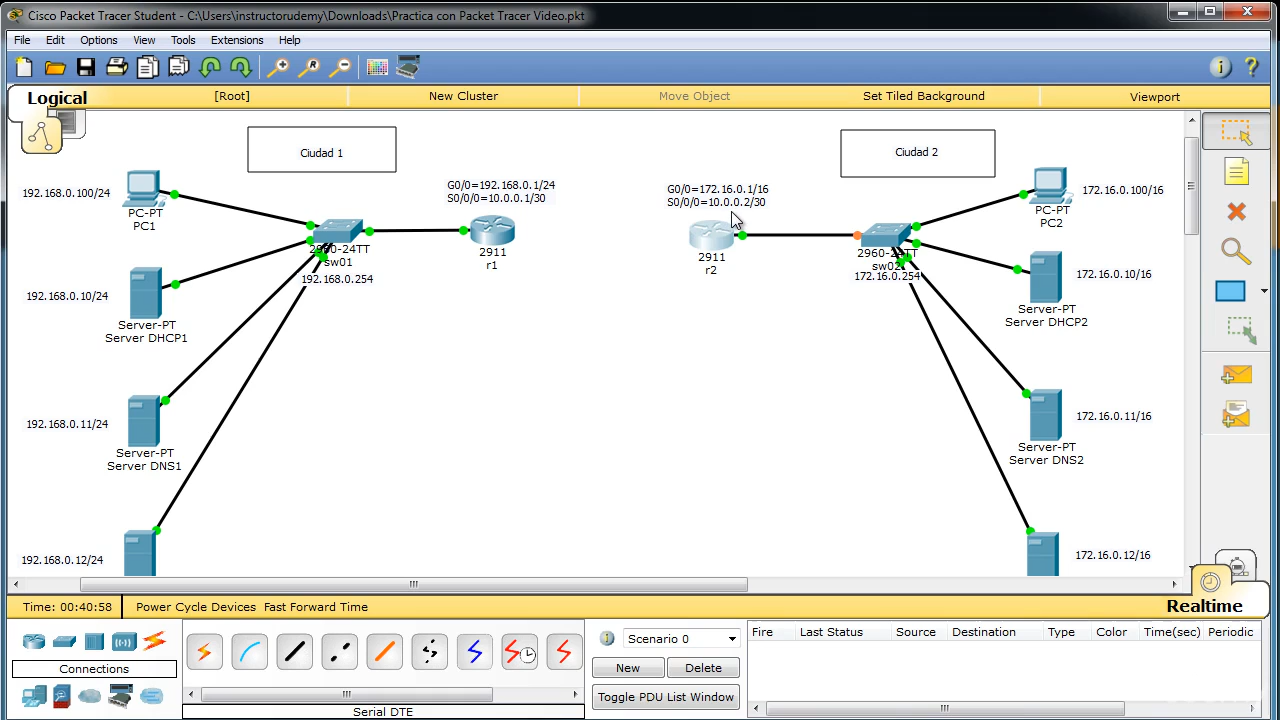 Cisco Packet Tracer Student - C:\Users\instructorudemy\Downloads\Practica con Packet Tracer Video.pkt
File Edit Options View Tools Extensions Help
Logical [Root] New Cluster Move Object Set Tiled Background Viewport
Ciudad 1
Ciudad 2
192.168.0.100/24
PC-PT
PC1
2960-24TT
sw01
192.168.0.254
G0/0=192.168.0.1/24
S0/0/0=10.0.0.1/30
2911
r1
G0/0=172.16.0.1/16
S0/0/0=10.0.0.2/30
2911
r2
2960-24TT
sw02
172.16.0.254
PC-PT
PC2
172.16.0.100/16
192.168.0.10/24
Server-PT
Server DHCP1
Server-PT
Server DHCP2
172.16.0.10/16
192.168.0.11/24
Server-PT
Server DNS1
Server-PT
Server DNS2
172.16.0.11/16
192.168.0.12/24
172.16.0.12/16
Time: 00:40:58 Power Cycle Devices Fast Forward Time
Realtime
Connections
Serial DTE
Scenario 0
New Delete
Toggle PDU List Window
Fire Last Status Source Destination Type Color Time(sec) Periodic